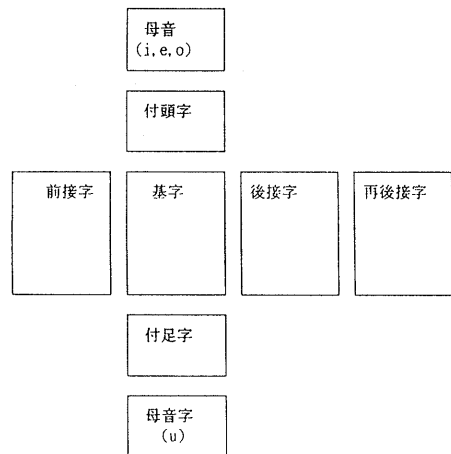 母音
(i,e,o)
付頭字
前接字
基字
後接字
再後接字
付足字
母音字
(u)